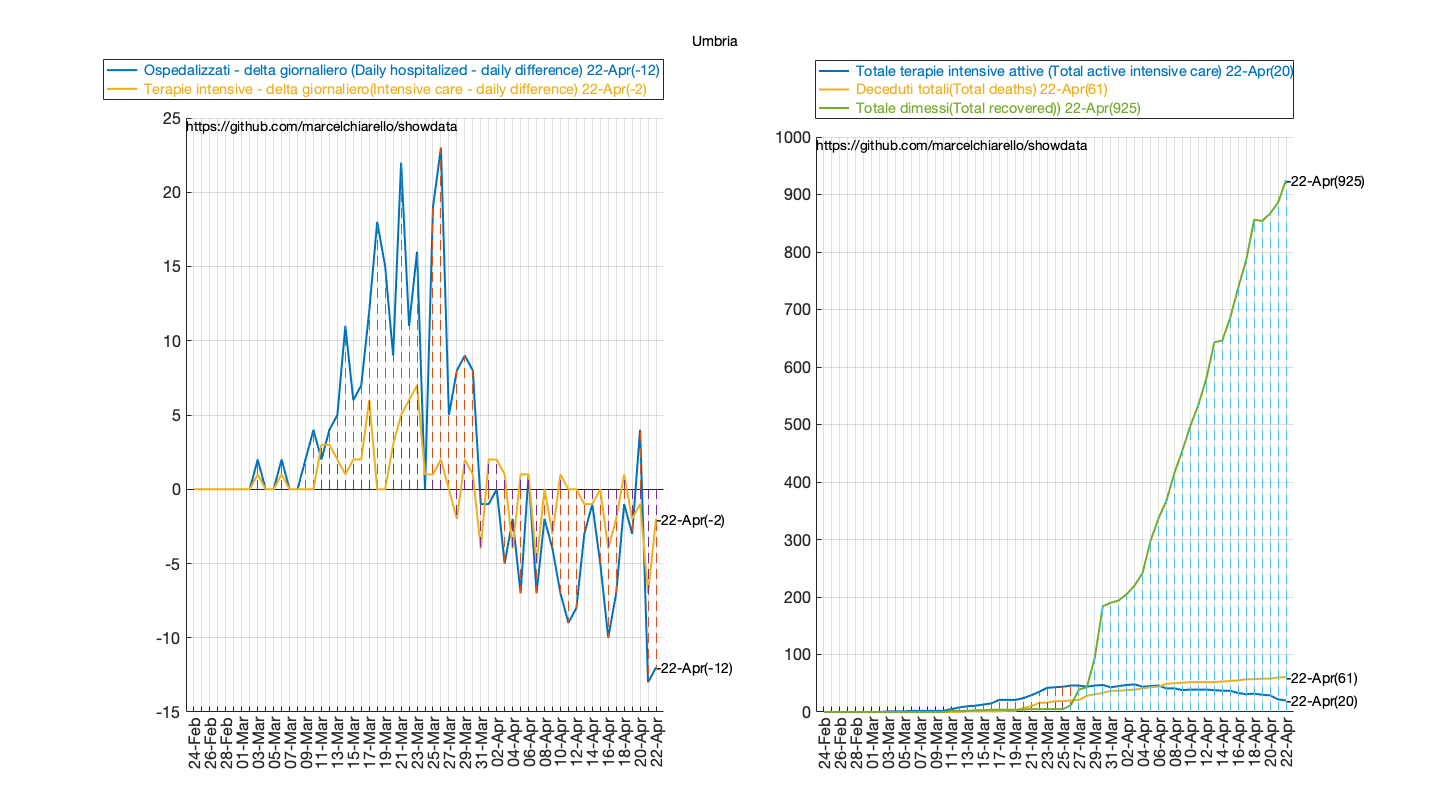 Umbria
Ospedalizzati - delta giornaliero (Daily hospitalized - daily difference) 22-Apr(-12)
Terapie intensive - delta giornaliero(Intensive care - daily difference) 22-Apr(-2)
https://github.com/marcelchiarello/showdata
25
20
15
10
5
0
-5
-10
-15
22-Apr(-2)
22-Apr(-12)
24-Feb
26-Feb
28-Feb
01-Mar
03-Mar
05-Mar
07-Mar
09-Mar
11-Mar
13-Mar
15-Mar
17-Mar
19-Mar
21-Mar
23-Mar
25-Mar
27-Mar
29-Mar
31-Mar
02-Apr
04-Apr
06-Apr
08-Apr
10-Apr
12-Apr
14-Apr
16-Apr
18-Apr
20-Apr
22-Apr
Totale terapie intensive attive (Total active intensive care) 22-Apr(20)
Deceduti totali(Total deaths) 22-Apr(61)
Totale dimessi(Total recovered)) 22-Apr(925)
https://github.com/marcelchiarello/showdata
1000
900
800
700
600
500
400
300
200
100
0
22-Apr(925)
22-Apr(61)
22-Apr(20)
24-Feb
26-Feb
28-Feb
01-Mar
03-Mar
05-Mar
07-Mar
09-Mar
11-Mar
13-Mar
15-Mar
17-Mar
19-Mar
21-Mar
23-Mar
25-Mar
27-Mar
29-Mar
31-Mar
02-Apr
04-Apr
06-Apr
08-Apr
10-Apr
12-Apr
14-Apr
16-Apr
18-Apr
20-Apr
22-Apr